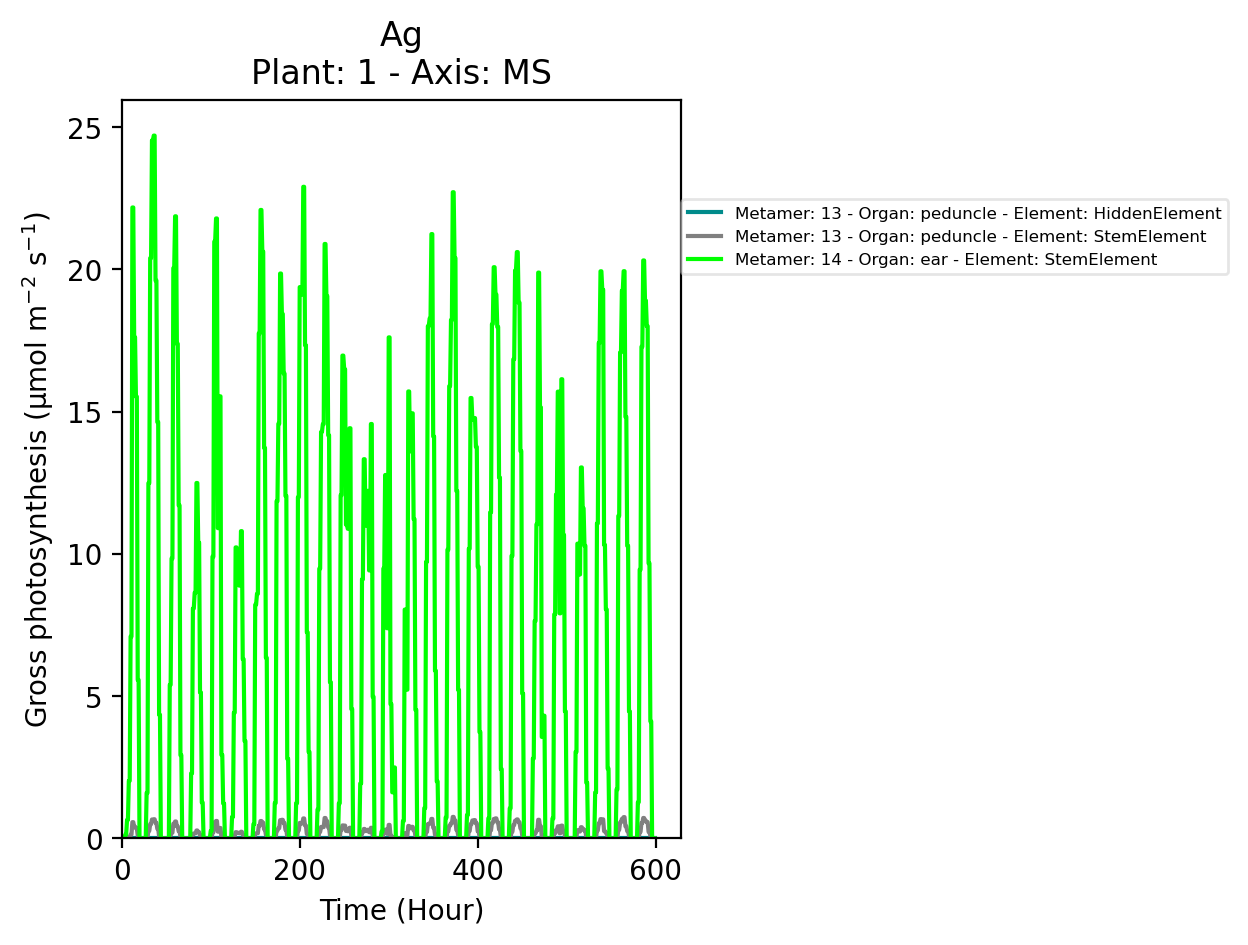 Ag
Plant: 1 - Axis: MS
25
20
15
10
5
0
Gross photosynthesis (µmol m⁻² s⁻¹)
0 200 400 600
Time (Hour)
Metamer: 13 - Organ: peduncle - Element: HiddenElement
Metamer: 13 - Organ: peduncle - Element: StemElement
Metamer: 14 - Organ: ear - Element: StemElement